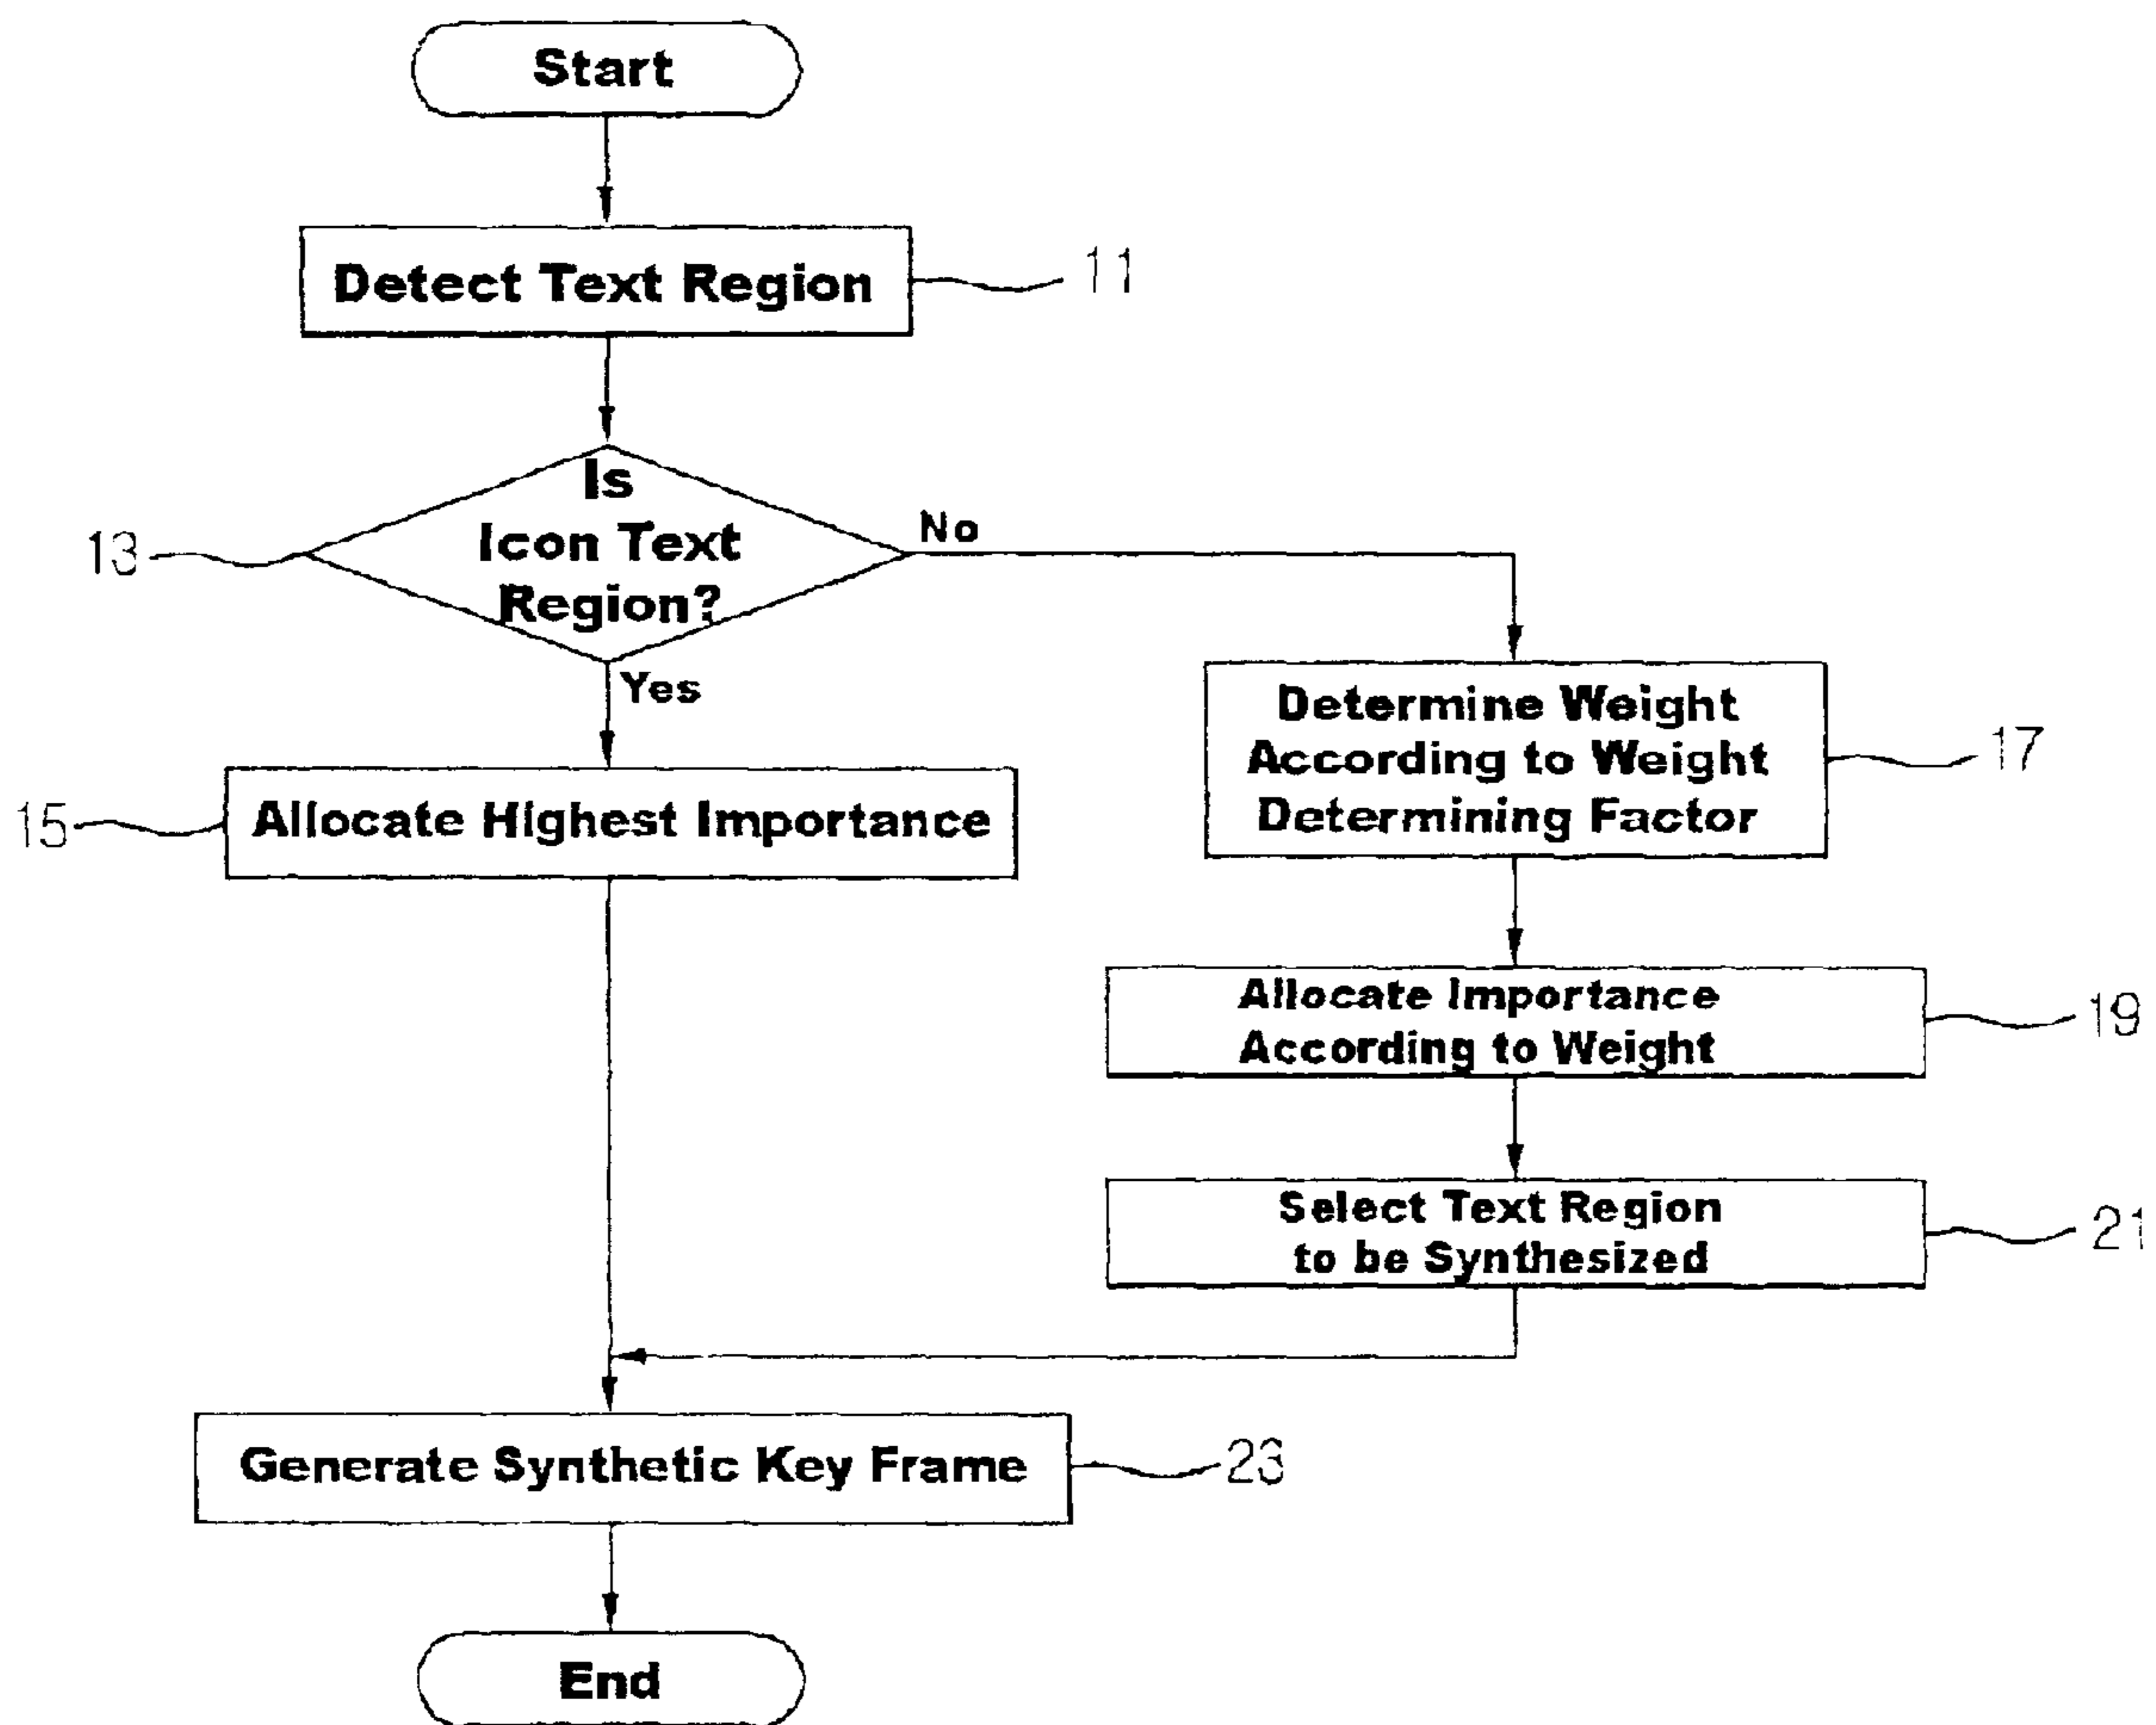 Start
Detect Text Region
11
Is
Icon Text
Region?
13
No
Yes
Determine Weight
According to Weight
Determining Factor
17
Allocate Highest Importance
15
Allocate Importance
According to Weight
19
Select Text Region
to be Synthesized
21
Generate Synthetic Key Frame
23
End